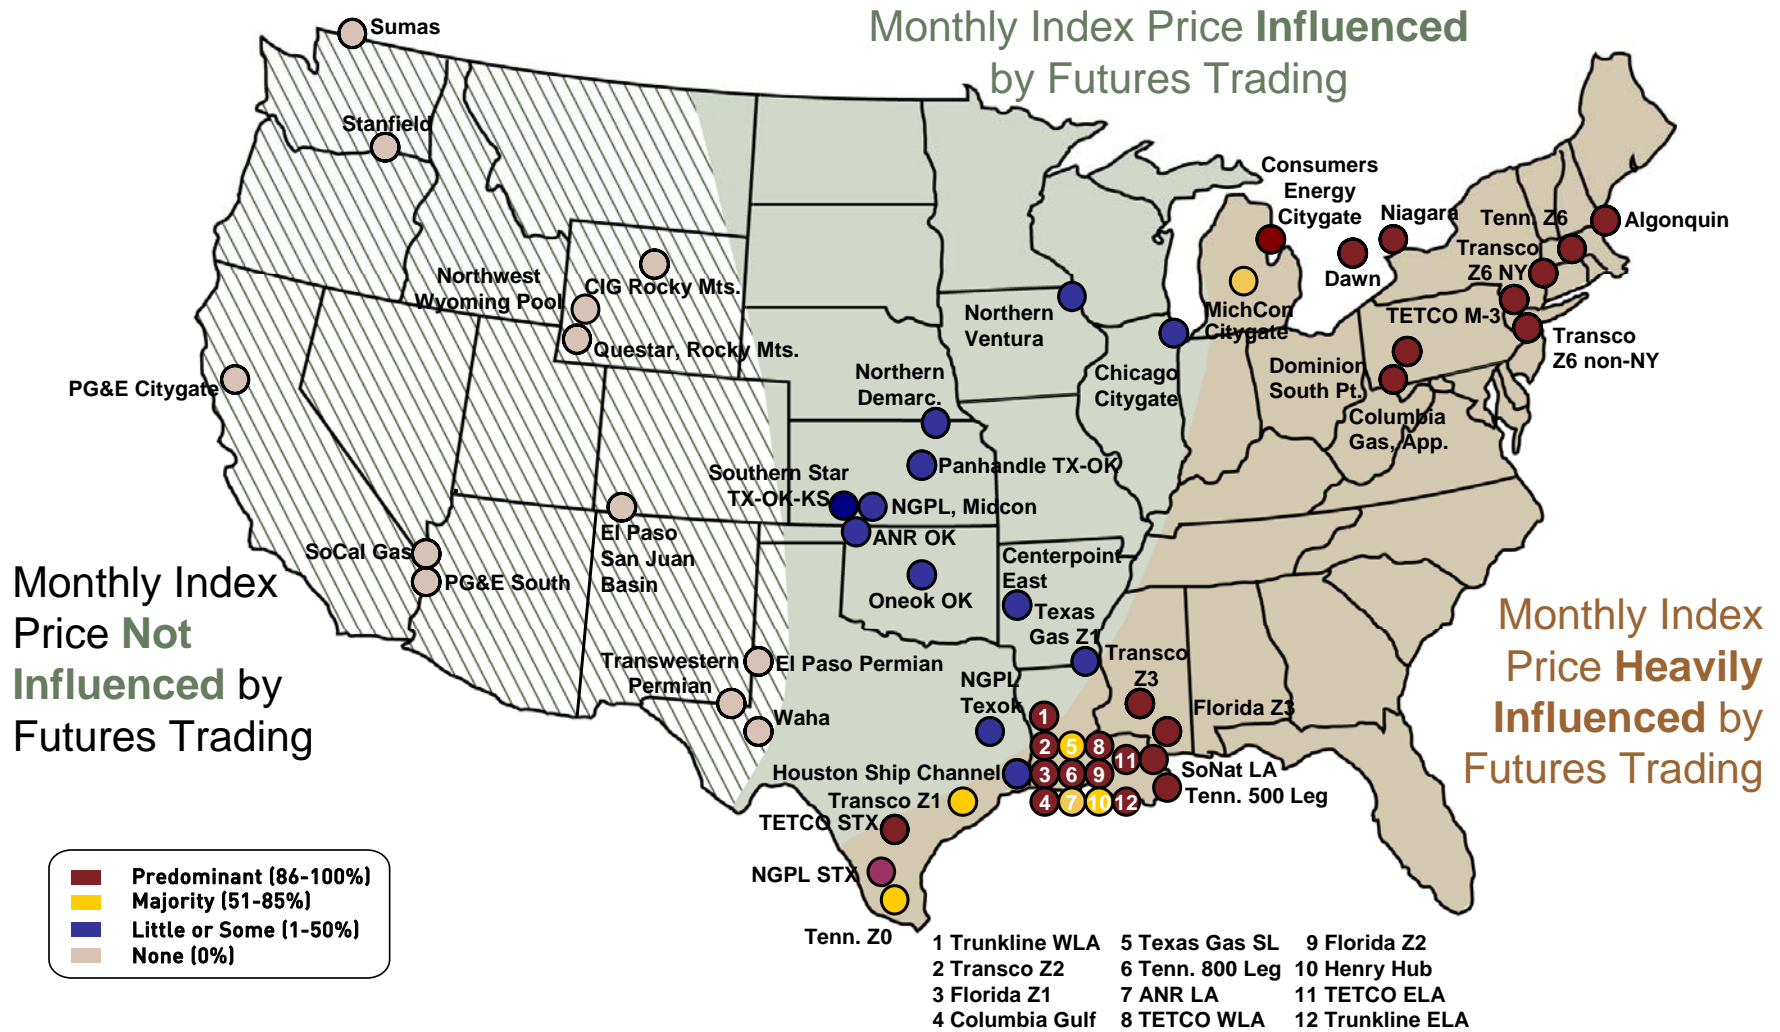 Monthly Index Price Influenced
by Futures Trading
Sumas
Stanfield
Consumers
Energy
Citygate
Niagara
Tenn. Z6
Algonquin
Transco
Z6 NY
Dawn
Northwest
Wyoming Pool
CIG Rocky Mts.
Northern
Ventura
MichCon
Citygate
TETCO M-3
Transco
Z6 non-NY
Questar, Rocky Mts.
PG&E Citygate
Northern
Demarc.
Chicago
Citygate
Dominion
South Pt.
Columbia
Gas, App.
Southern Star
TX-OK-KS
Panhandle TX-OK
NGPL, Midcon
ANR OK
El Paso
San Juan
Basin
SoCal Gas
PG&E South
Centerpoint
East
Oneok OK
Texas
Gas Z1
Monthly Index
Price Not
Influenced by
Futures Trading
Monthly Index
Price Heavily
Influenced by
Futures Trading
Transwestern
Permian
El Paso Permian
Waha
NGPL
Texok
Transco
Z3
Florida Z3
1
2 5 8
11
3 6 9
4 7 10 12
Houston Ship Channel
SoNat LA
Tenn. 500 Leg
Transco Z1
TETCO STX
NGPL STX
Tenn. Z0
Predominant (86-100%)
Majority (51-85%)
Little or Some (1-50%)
None (0%)
1 Trunkline WLA 5 Texas Gas SL 9 Florida Z2
2 Transco Z2 6 Tenn. 800 Leg 10 Henry Hub
3 Florida Z1 7 ANR LA 11 TETCO ELA
4 Columbia Gulf 8 TETCO WLA 12 Trunkline ELA